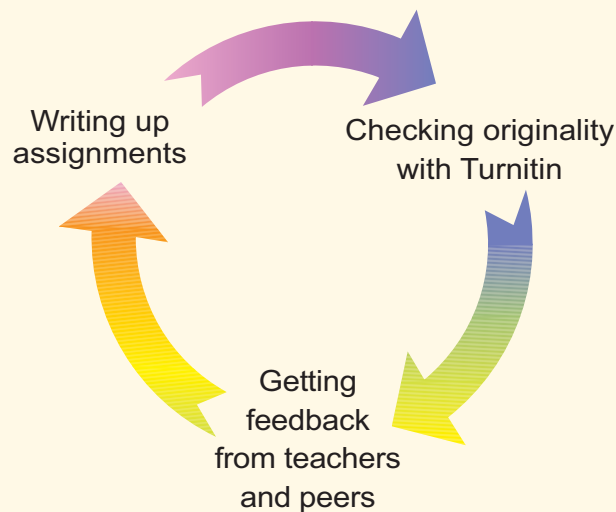 Writing up
assignments
Checking originality
with Turnitin
Getting
feedback
from teachers
and peers